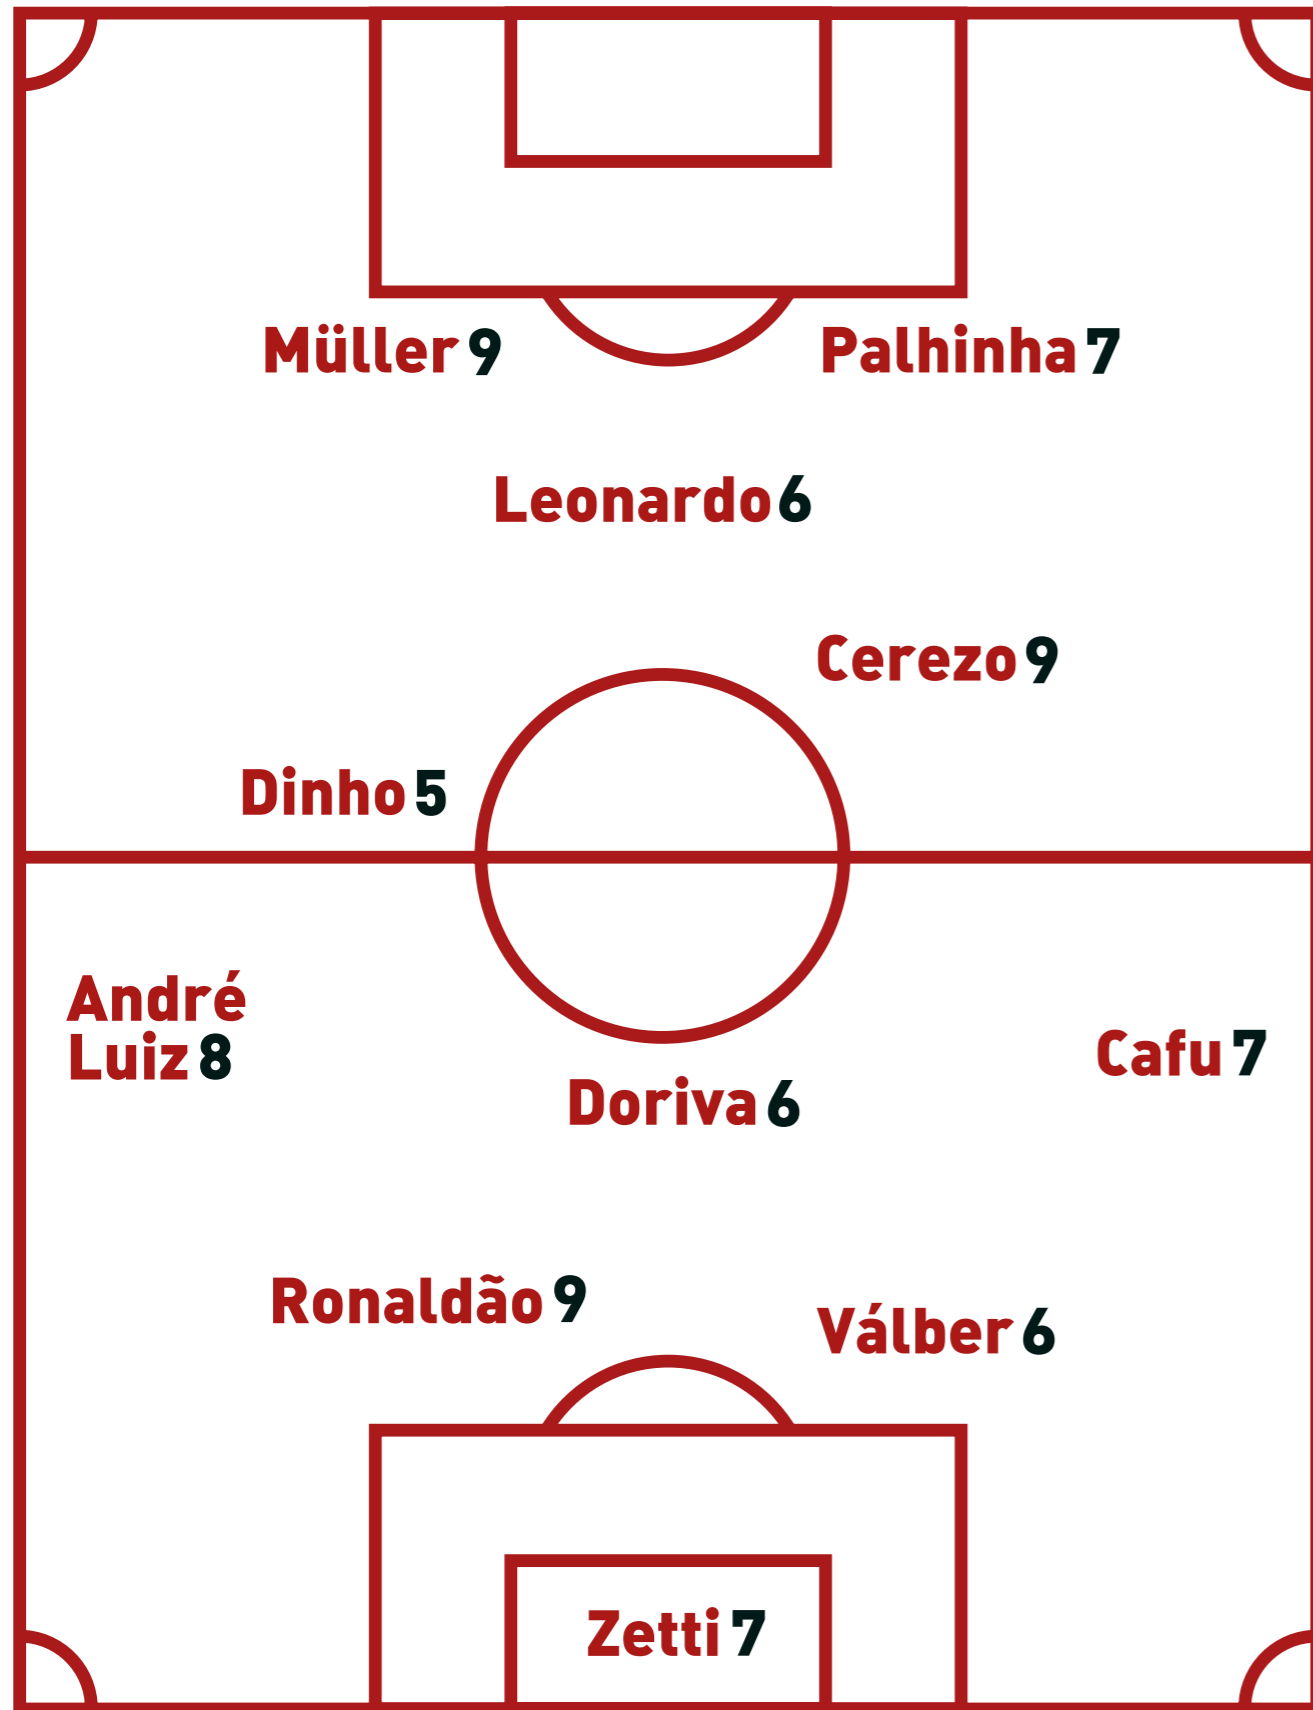 Müller 9
Palhinha 7
Leonardo 6
Cerezo 9
Dinho 5
André
Luiz 8
Cafu 7
Doriva 6
Ronaldão 9
Válber 6
Zetti 7